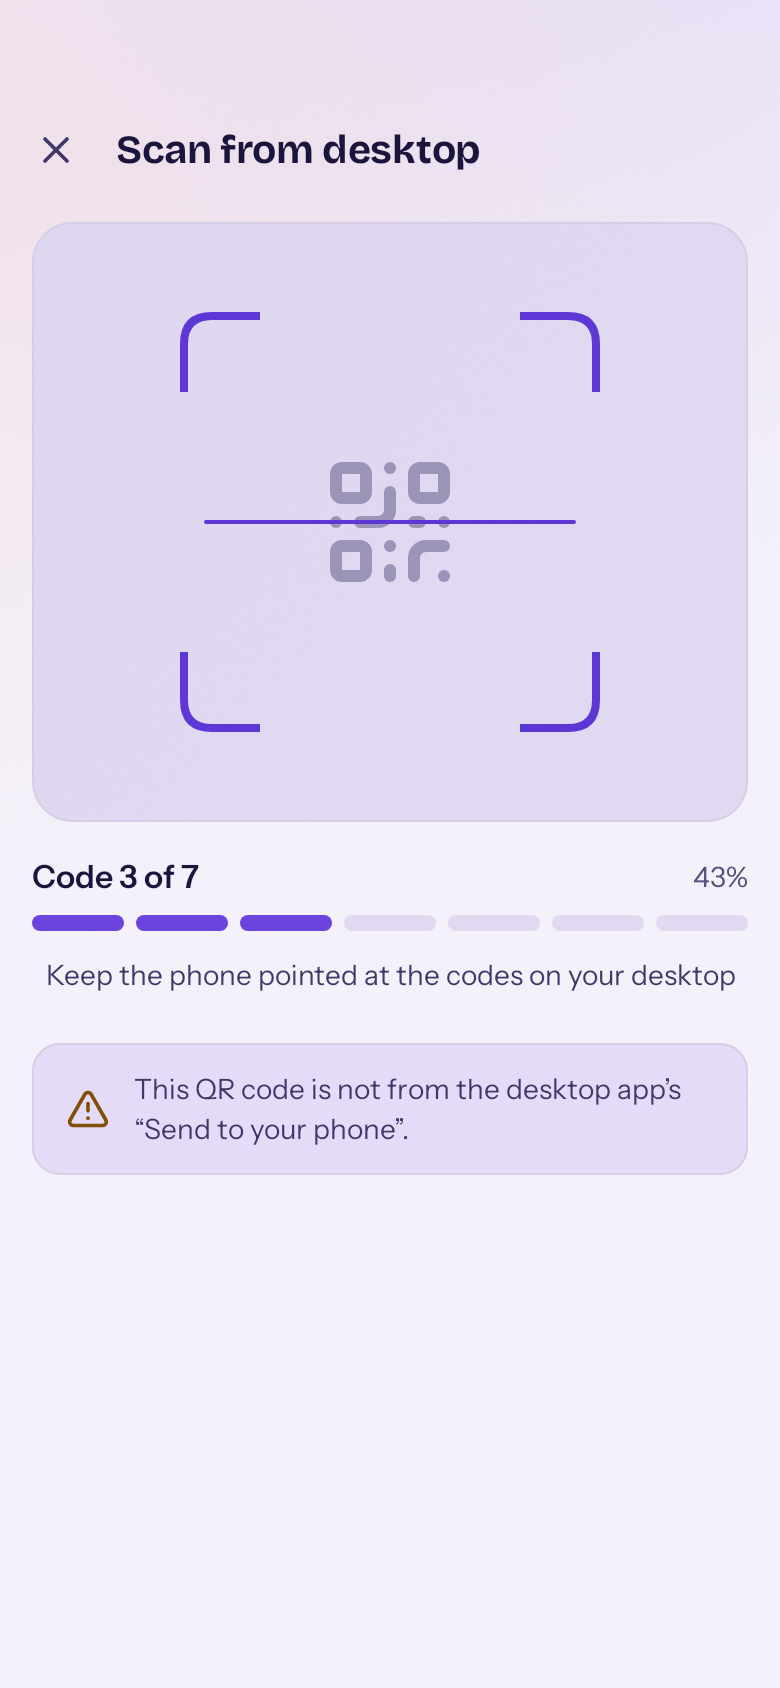 Scan from desktop
Code 3 of 7
43%
Keep the phone pointed at the codes on your desktop
This QR code is not from the desktop app’s
“Send to your phone”.